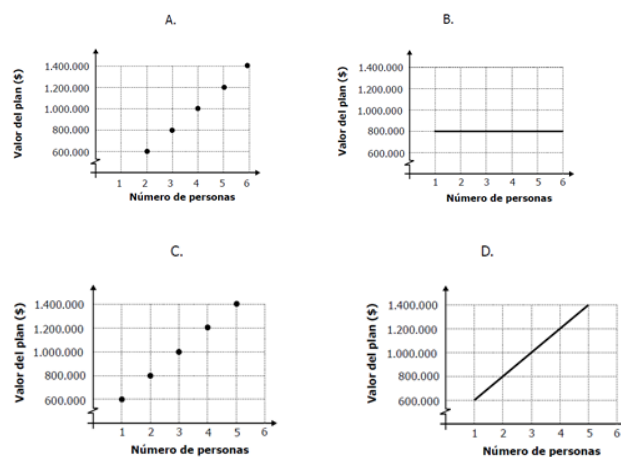 A.
Valor del plan ($)
1.400.000
1.200.000
1.000.000
800.000
600.000
1 2 3 4 5 6
Número de personas
B.
Valor del plan ($)
1.400.000
1.200.000
1.000.000
800.000
600.000
1 2 3 4 5 6
Número de personas
C.
Valor del plan ($)
1.400.000
1.200.000
1.000.000
800.000
600.000
1 2 3 4 5 6
Número de personas
D.
Valor del plan ($)
1.400.000
1.200.000
1.000.000
800.000
600.000
1 2 3 4 5 6
Número de personas